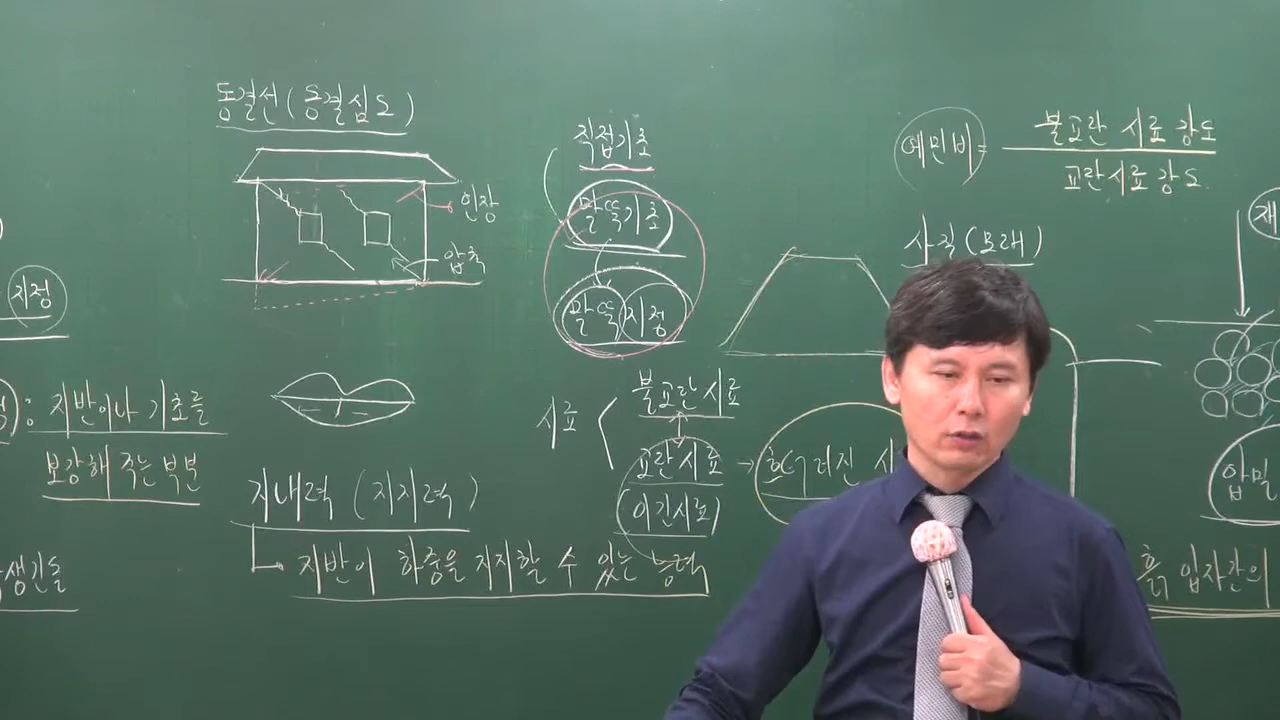 지정
: 지반이나 기초를
보강해 주는 부분
생긴돌
동결선(동결심도)
인장
압축
지내력 (지지력)
지반이 하중을 지지할 수 있는 능력
직접기초
말뚝기초
말뚝 지정
시료
불교란 시료
교란시료
(이긴시료)
흐트러진 시
예민비 =
불교란 시료 강도
교란시료 강도
사질(모래)
재
압밀
흙 입자간의